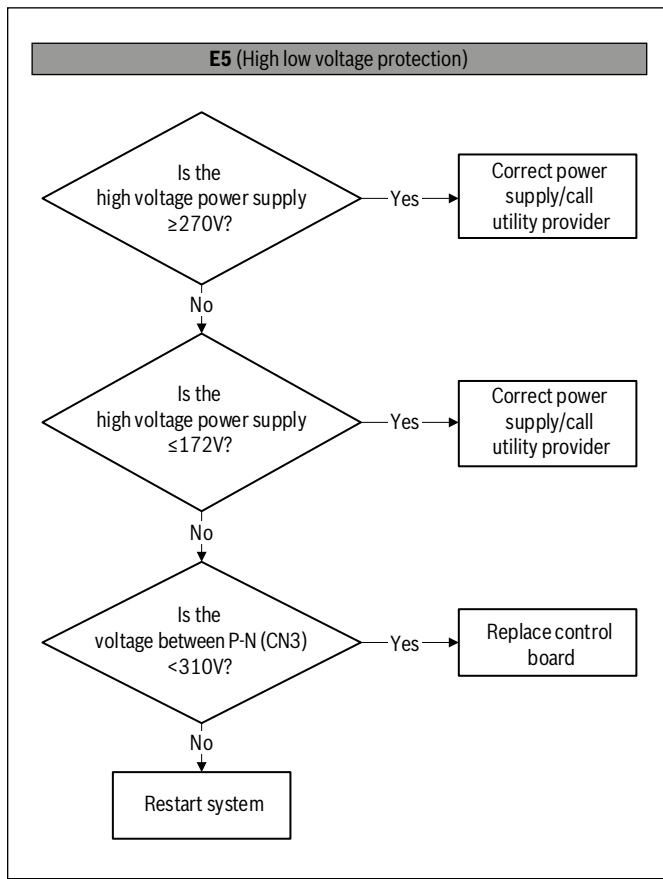 E5 (High low voltage protection)
Is the
high voltage power supply
≥270V?
Yes
Correct power
supply/call
utility provider
No
Is the
high voltage power supply
≤172V?
Yes
Correct power
supply/call
utility provider
No
Is the
voltage between P-N (CN3)
<310V?
Yes
Replace control
board
No
Restart system